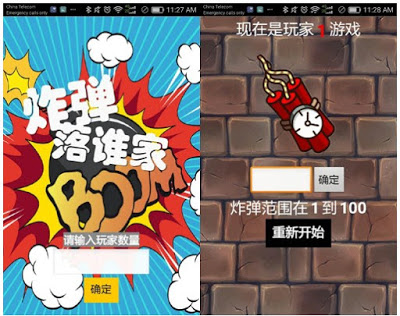 China Telecom
Emergency calls only
11:27 AM
炸弹
落谁家
BOOM
请输入玩家数量
确定
China Telecom
Emergency calls only
11:28 AM
现在是玩家 1 游戏
确定
炸弹范围在 1 到 100
重新开始